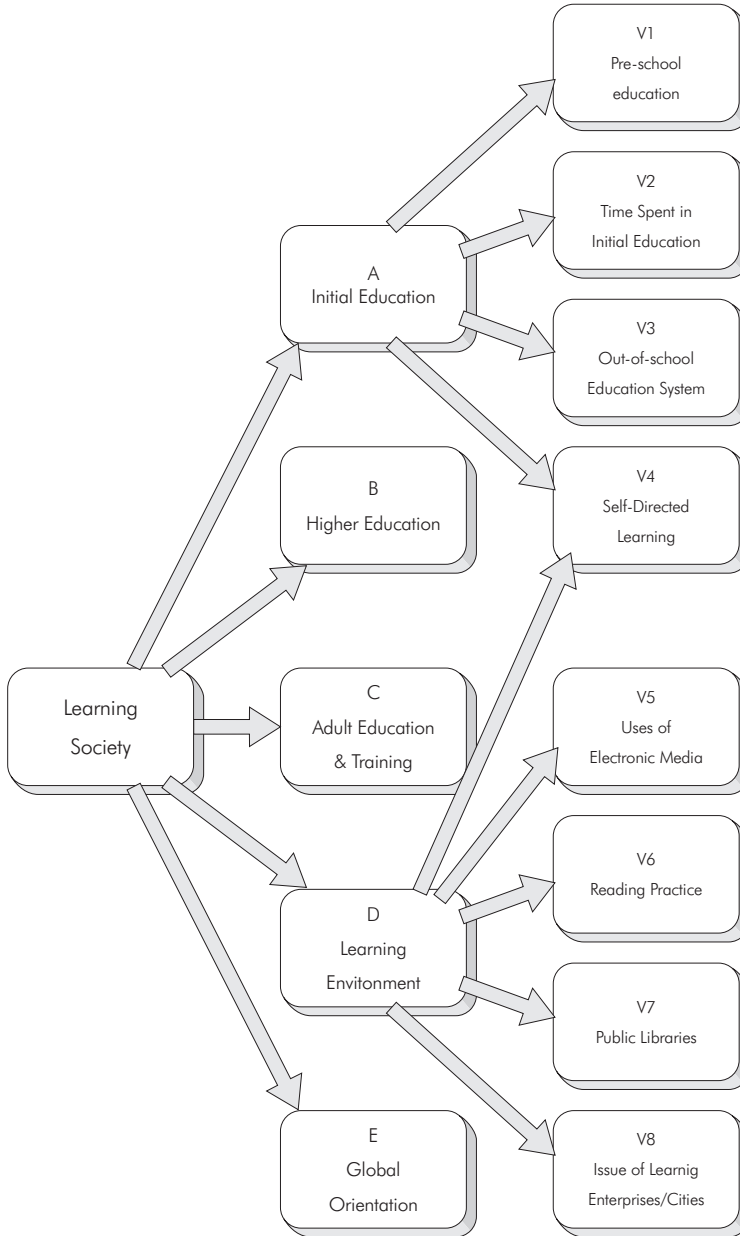 Learning
Society
A
Initial Education
B
Higher Education
C
Adult Education
& Training
D
Learning
Envitonment
E
Global
Orientation
V1
Pre-school
education
V2
Time Spent in
Initial Education
V3
Out-of-school
Education System
V4
Self-Directed
Learning
V5
Uses of
Electronic Media
V6
Reading Practice
V7
Public Libraries
V8
Issue of Learnig
Enterprises/Cities